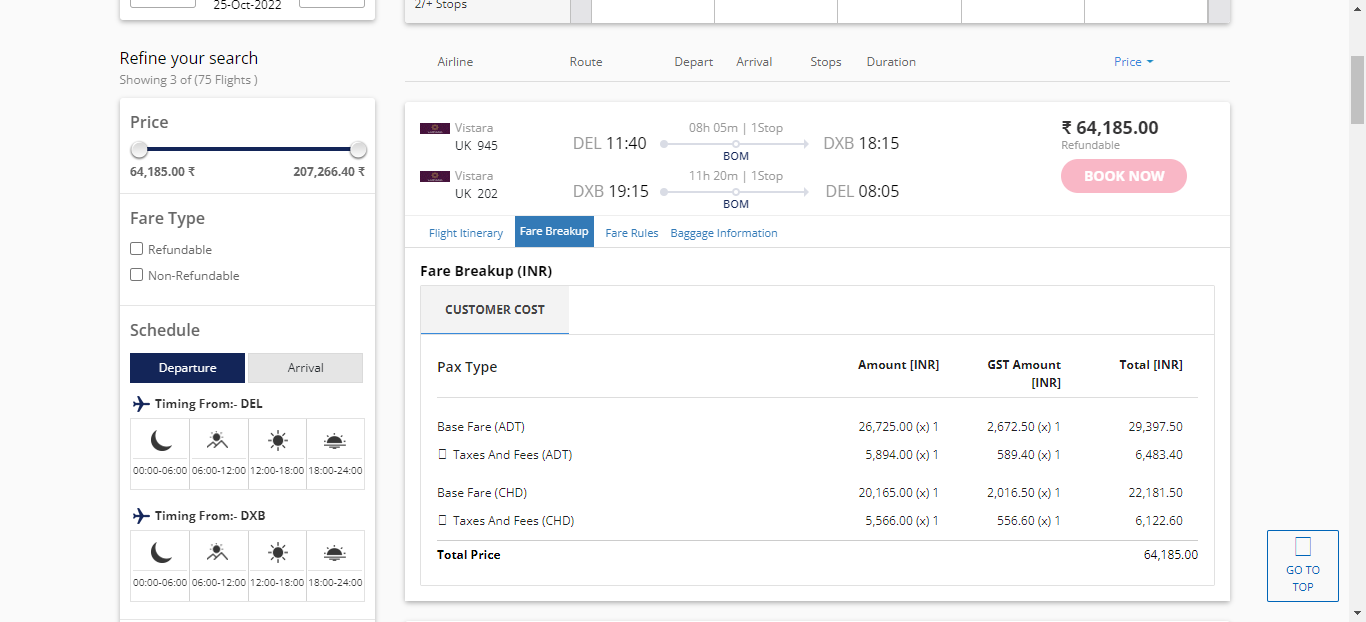 25-Oct-2022
2/+ Stops
Refine your search
Showing 3 of (75 Flights )
Price
64,185.00 ₹ 207,266.40 ₹
Fare Type
Refundable
Non-Refundable
Schedule
Departure Arrival
Timing From:- DEL
00:00-06:00 06:00-12:00 12:00-18:00 18:00-24:00
Timing From:- DXB
00:00-06:00 06:00-12:00 12:00-18:00 18:00-24:00
Airline Route Depart Arrival Stops Duration Price
Vistara
UK 945
DEL 11:40
08h 05m | 1Stop
BOM
DXB 18:15
Vistara
UK 202
DXB 19:15
11h 20m | 1Stop
BOM
DEL 08:05
₹ 64,185.00
Refundable
BOOK NOW
Flight Itinerary Fare Breakup Fare Rules Baggage Information
Fare Breakup (INR)
CUSTOMER COST
Pax Type Amount [INR] GST Amount [INR] Total [INR]
Base Fare (ADT) 26,725.00 (x) 1 2,672.50 (x) 1 29,397.50
Taxes And Fees (ADT) 5,894.00 (x) 1 589.40 (x) 1 6,483.40
Base Fare (CHD) 20,165.00 (x) 1 2,016.50 (x) 1 22,181.50
Taxes And Fees (CHD) 5,566.00 (x) 1 556.60 (x) 1 6,122.60
Total Price 64,185.00
GO TO
TOP